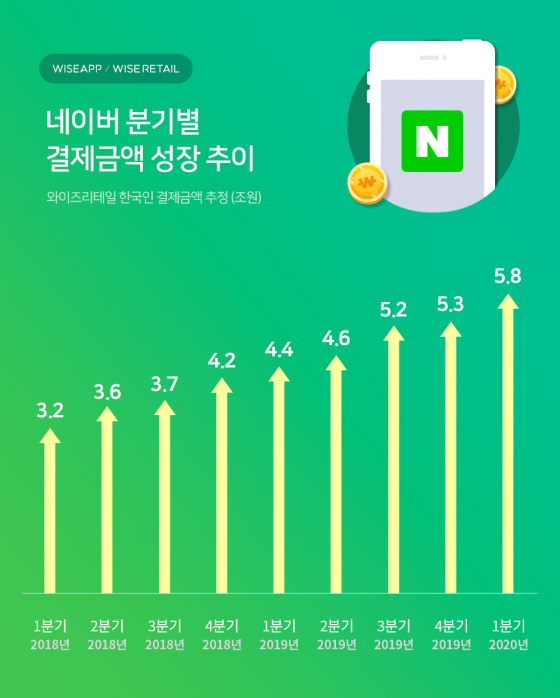 WISEAPP / WISERETAIL
네이버 분기별
결제금액 성장 추이
와이즈리테일 한국인 결제금액 추정 (조원)
N
3.2
3.6
3.7
4.2
4.4
4.6
5.2
5.3
5.8
1분기 2분기 3분기 4분기 1분기 2분기 3분기 4분기 1분기
2018년 2018년 2018년 2018년 2019년 2019년 2019년 2019년 2020년